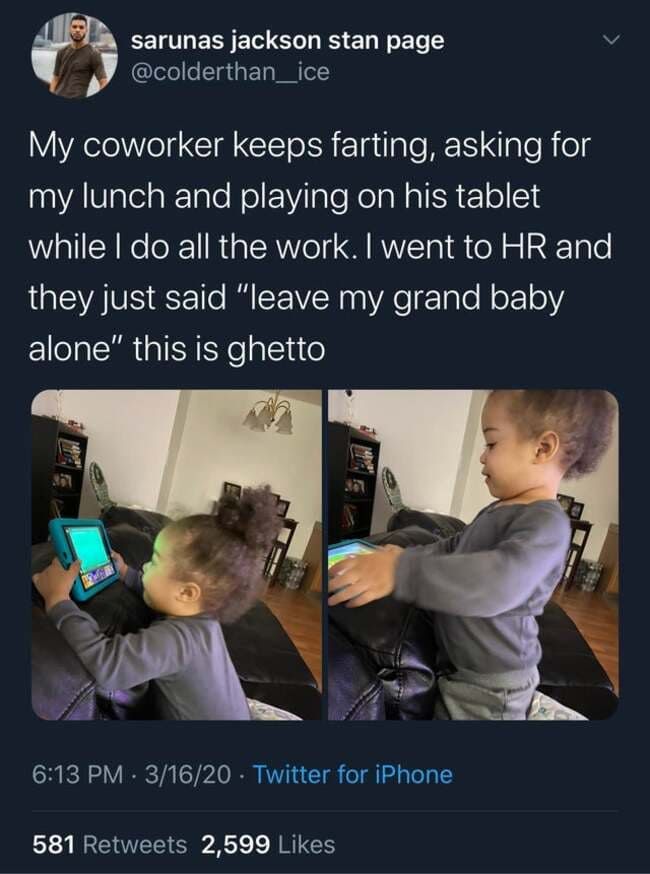 sarunas jackson stan page
@colderthan__ice
My coworker keeps farting, asking for
my lunch and playing on his tablet
while I do all the work. I went to HR and
they just said “leave my grand baby
alone” this is ghetto
6:13 PM · 3/16/20 · Twitter for iPhone
581 Retweets 2,599 Likes